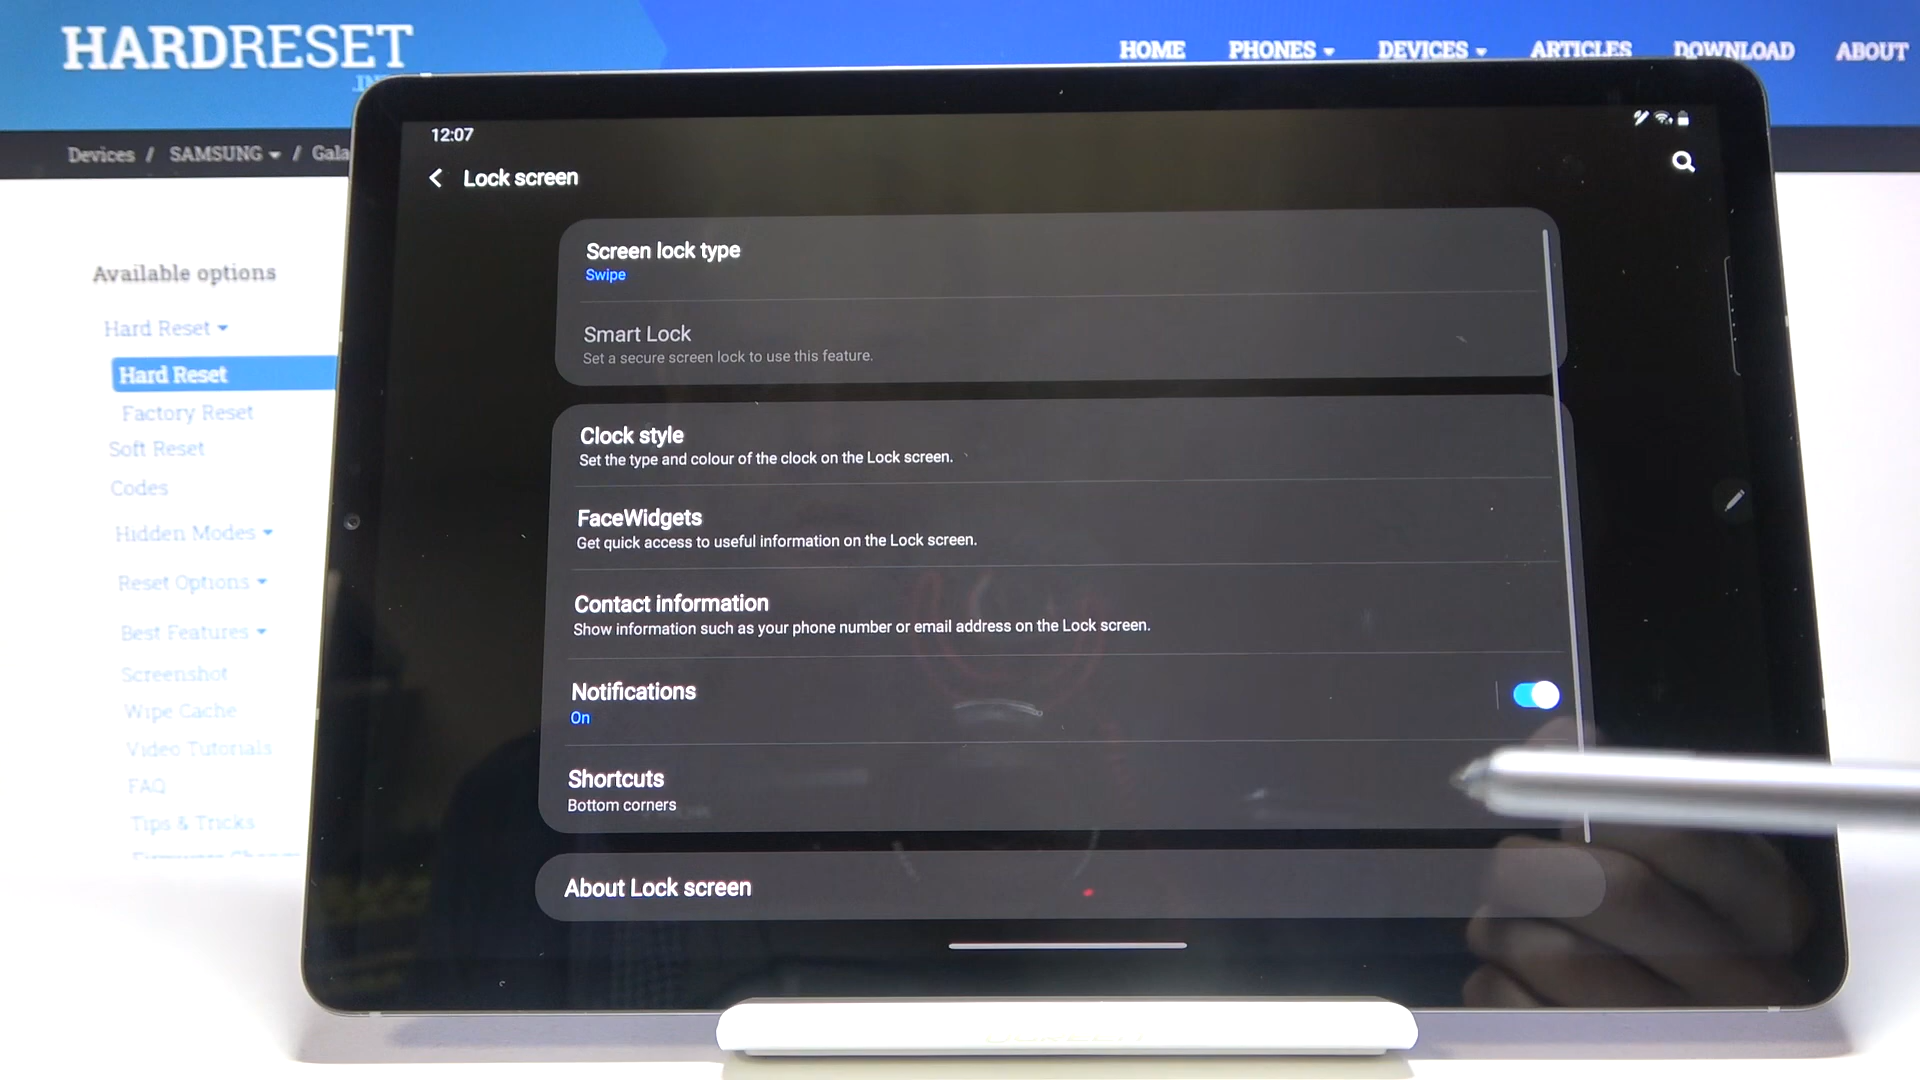 HARDRESET
HOME PHONES DEVICES ARTICLES DOWNLOAD ABOUT
Devices / SAMSUNG /
Available options
Hard Reset
Hard Reset
Factory Reset
Soft Reset
Codes
Hidden Modes
Reset Options
Best Features
Screenshot
Wipe Cache
Video Tutorials
FAQ
Tips & Tricks
12:07
Lock screen
Screen lock type
Swipe
Smart Lock
Set a secure screen lock to use this feature.
Clock style
Set the type and colour of the clock on the Lock screen.
FaceWidgets
Get quick access to useful information on the Lock screen.
Contact information
Show information such as your phone number or email address on the Lock screen.
Notifications
On
Shortcuts
Bottom corners
About Lock screen